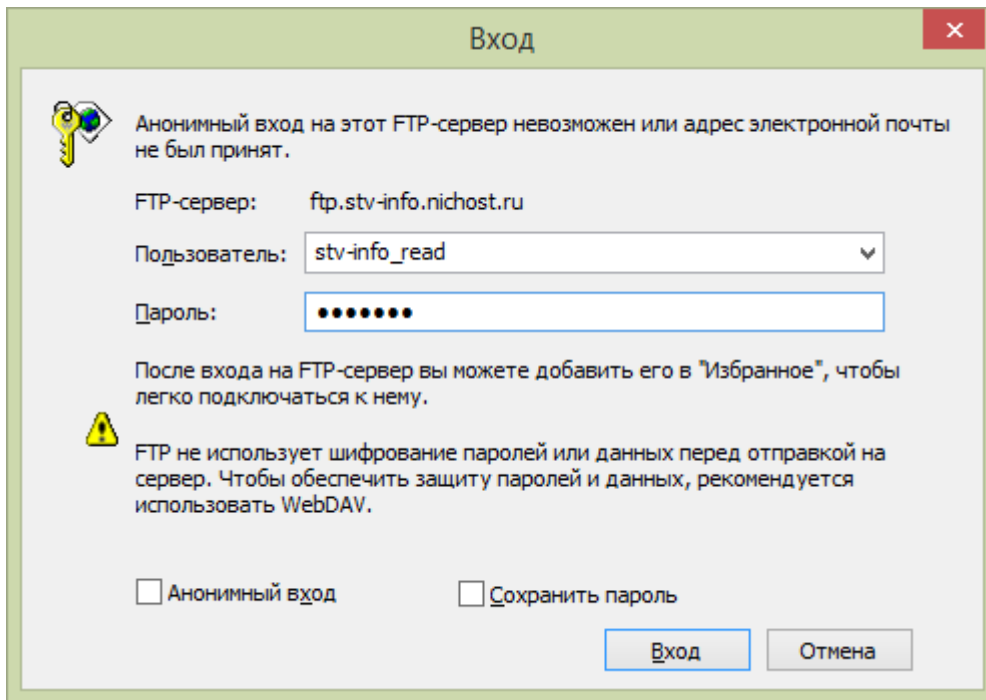 Вход
Анонимный вход на этот FTP-сервер невозможен или адрес электронной почты
не был принят.
FTP-сервер: ftp.stv-info.nichost.ru
Пользователь: stv-info_read
Пароль: •••••••
После входа на FTP-сервер вы можете добавить его в "Избранное", чтобы
легко подключаться к нему.
FTP не использует шифрование паролей или данных перед отправкой на
сервер. Чтобы обеспечить защиту паролей и данных, рекомендуется
использовать WebDAV.
Анонимный вход Сохранить пароль
Вход Отмена